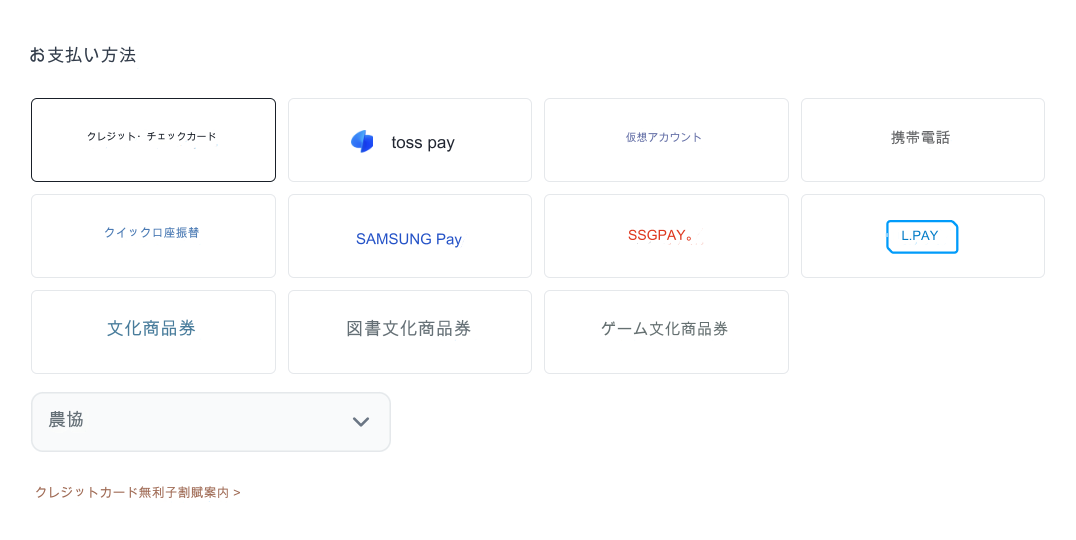 お支払い方法
クレジット· チェックカード
toss pay
仮想アカウント
携帯電話
クイック口座振替
SAMSUNG Pay
SSGPAY。
L.PAY
文化商品券
図書文化商品券
ゲーム文化商品券
農協
クレジットカード無利子割賦案内 >